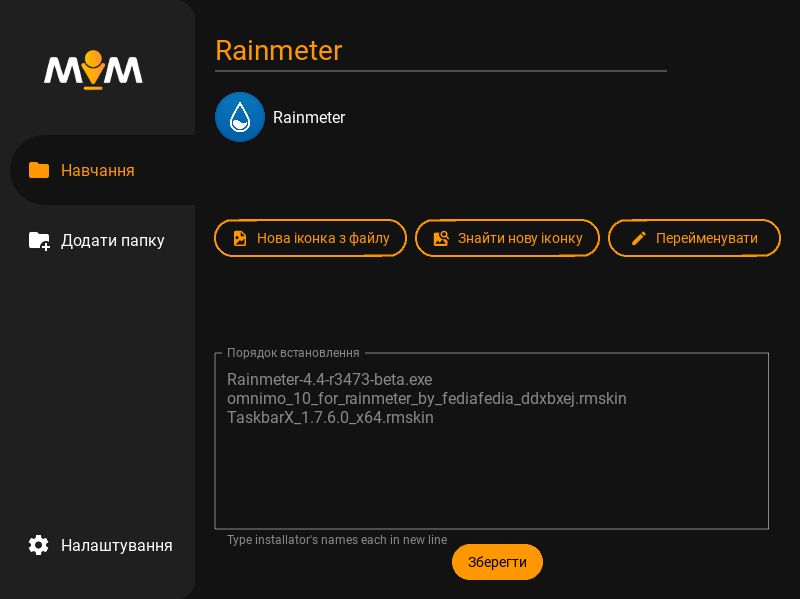 MVM
Навчання
Додати папку
Налаштування
Rainmeter
Rainmeter
Нова іконка з файлу
Знайти нову іконку
Перейменувати
Порядок встановлення
Rainmeter-4.4-r3473-beta.exe
omnimo_10_for_rainmeter_by_fediafedia_ddxbxej.rmskin
TaskbarX_1.7.6.0_x64.rmskin
Type installator's names each in new line
Зберегти